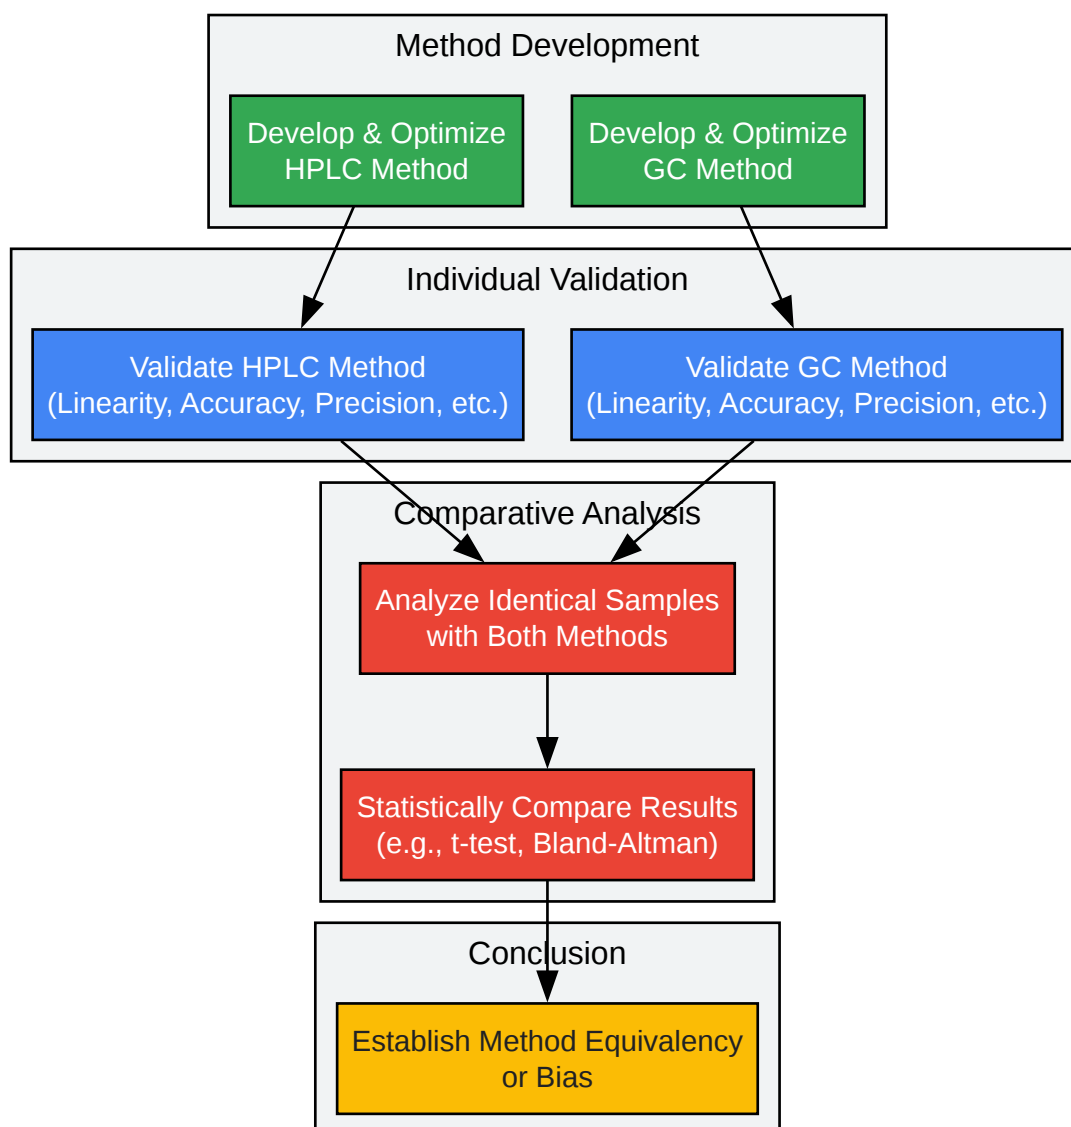 Method Development
Develop & Optimize
HPLC Method
Develop & Optimize
GC Method
Individual Validation
Validate HPLC Method
(Linearity, Accuracy, Precision, etc.)
Validate GC Method
(Linearity, Accuracy, Precision, etc.)
Comparative Analysis
Analyze Identical Samples
with Both Methods
Statistically Compare Results
(e.g., t-test, Bland-Altman)
Conclusion
Establish Method Equivalency
or Bias